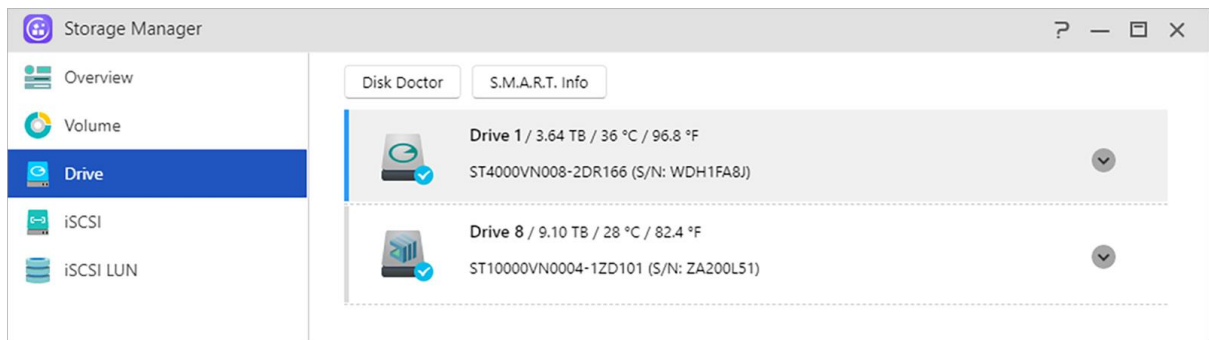 Storage Manager
Overview
Volume
Drive
iSCSI
iSCSI LUN
Disk Doctor
S.M.A.R.T. Info
Drive 1 / 3.64 TB / 36 °C / 96.8 °F
ST4000VN008-2DR166 (S/N: WDH1FA8J)
Drive 8 / 9.10 TB / 28 °C / 82.4 °F
ST10000VN0004-1ZD101 (S/N: ZA200L51)